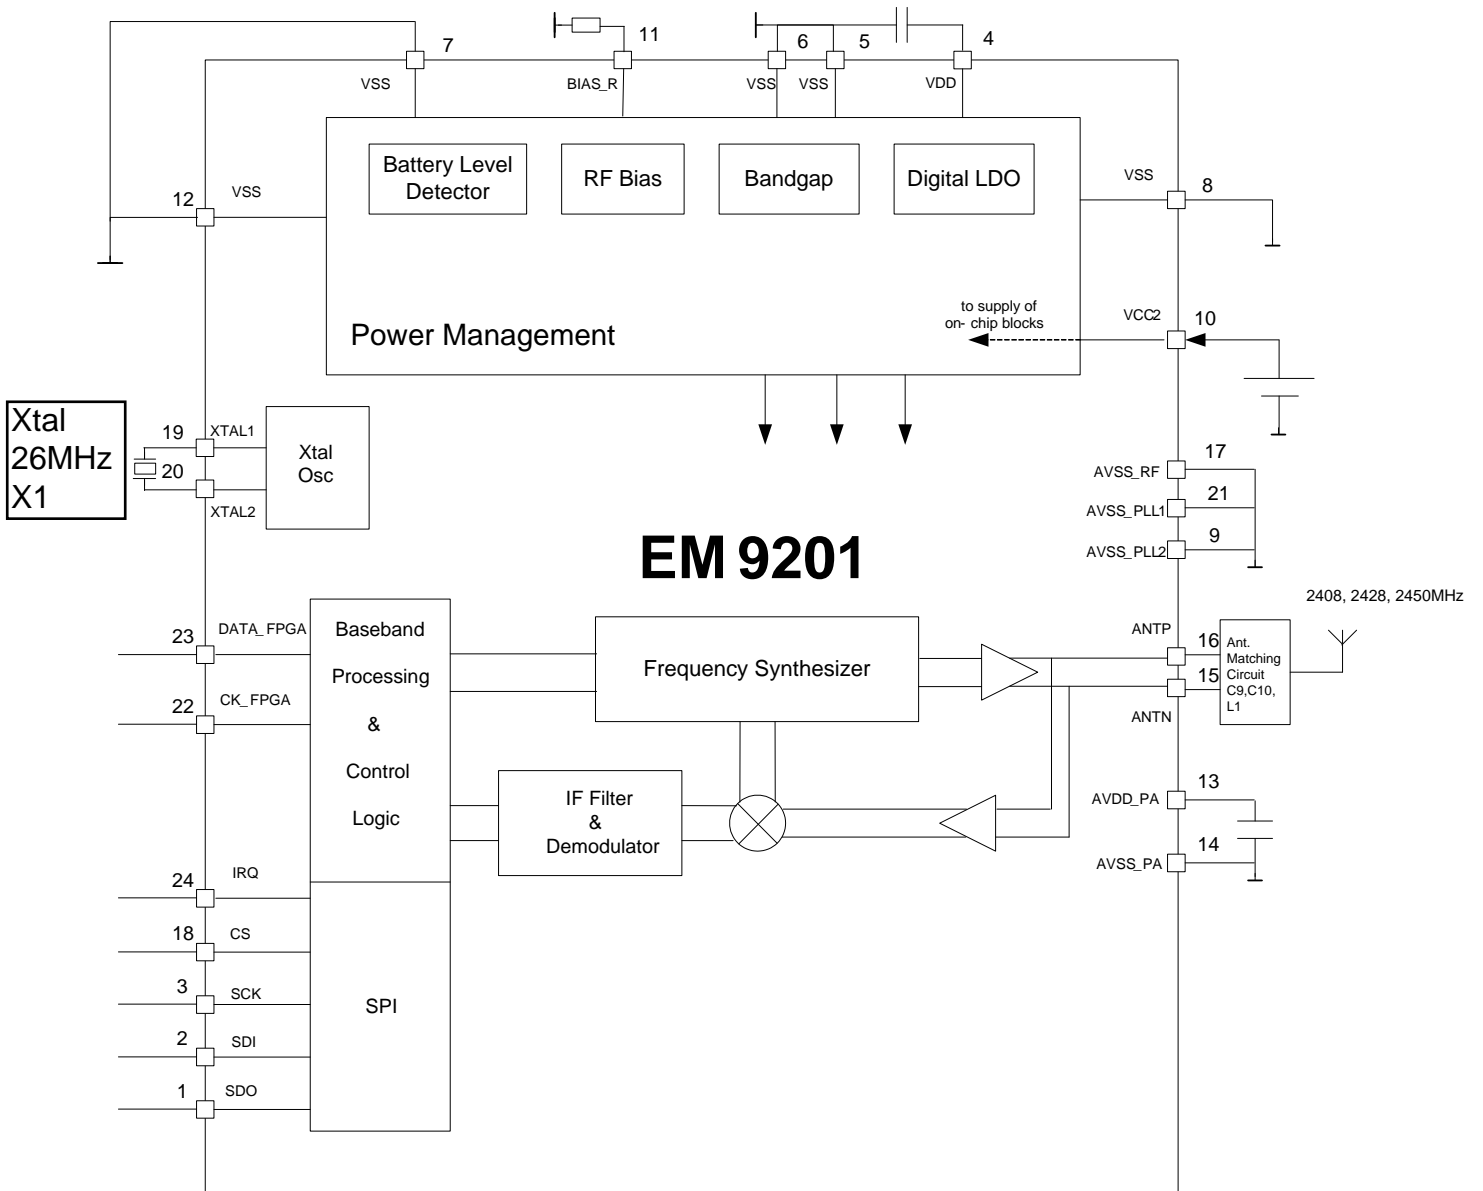 7
11
6
5
4
VSS
BIAS_R
VSS
VSS
VDD
Battery Level
Detector
RF Bias
Bandgap
Digital LDO
12
VSS
VSS
8
to supply of
on- chip blocks
Power Management
VCC2
10
Xtal
26MHz
X1
19
20
XTAL1
XTAL2
Xtal
Osc
AVSS_RF
17
AVSS_PLL1
21
AVSS_PLL2
9
EM 9201
2408, 2428, 2450MHz
23
DATA_FPGA
22
CK_FPGA
Baseband
Processing
&
Control
Logic
Frequency Synthesizer
ANTP
16
15
ANTN
Ant.
Matching
Circuit
C9,C10,
L1
IF Filter
&
Demodulator
AVDD_PA
13
AVSS_PA
14
24
IRQ
18
CS
3
SCK
2
SDI
1
SDO
SPI